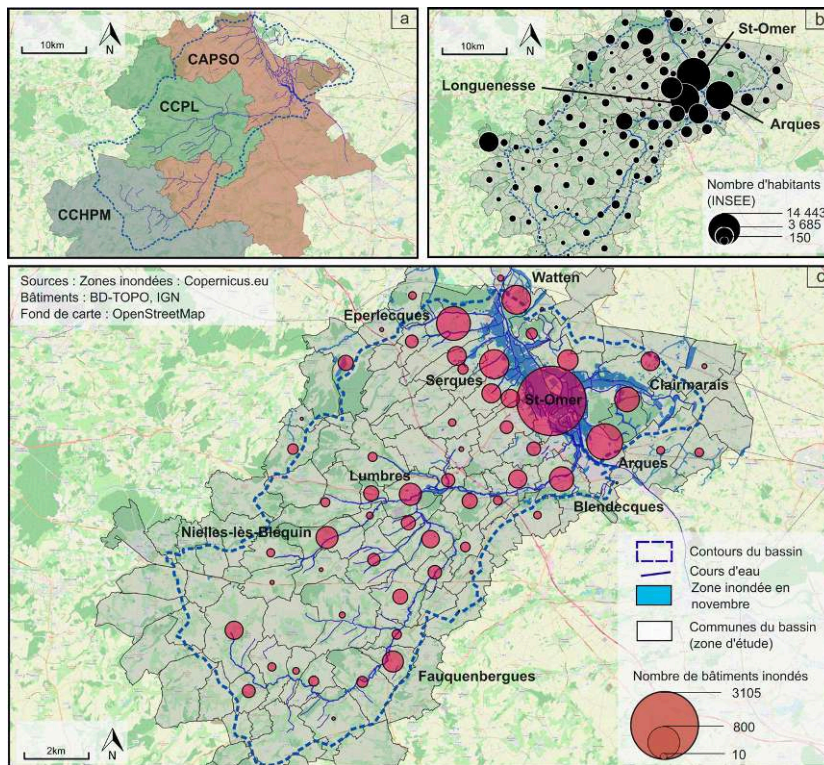 a
10km
N
CAPSO
CCPL
CCHPM
b
10km
N
St-Omer
Longuenesse
Arques
Nombre d'habitants
(INSEE)
14 443
3 685
150
c
Sources : Zones inondées : Copernicus.eu
Bâtiments : BD-TOPO, IGN
Fond de carte : OpenStreetMap
Watten
Eperlecques
Serques
Clairmarais
St-Omer
Arques
Lumbres
Blendecques
Nielles-lès-Bléquin
Fauquenbergues
Contours du bassin
Cours d'eau
Zone inondée en
novembre
Communes du bassin
(zone d'étude)
Nombre de bâtiments inondés
3105
800
10
2km
N